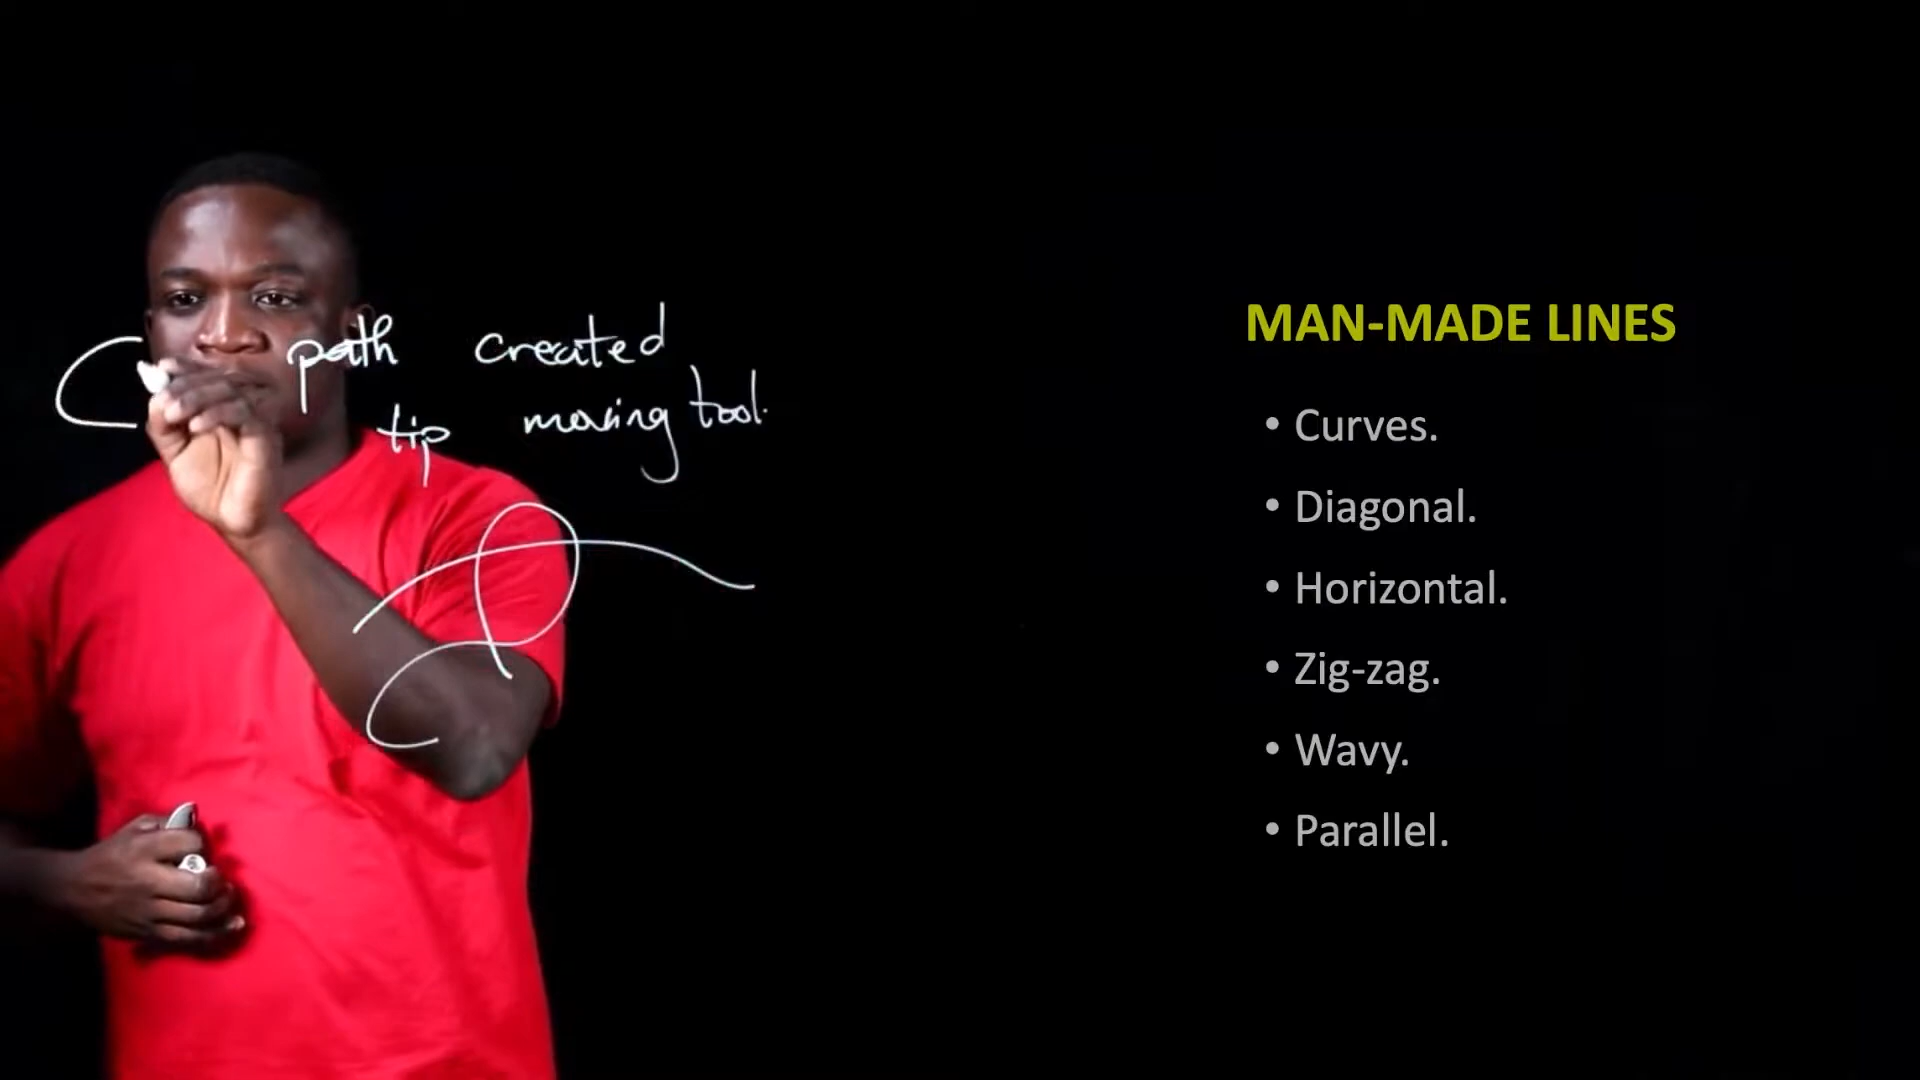 path created
tip moving tool.
MAN-MADE LINES
• Curves.
• Diagonal.
• Horizontal.
• Zig-zag.
• Wavy.
• Parallel.